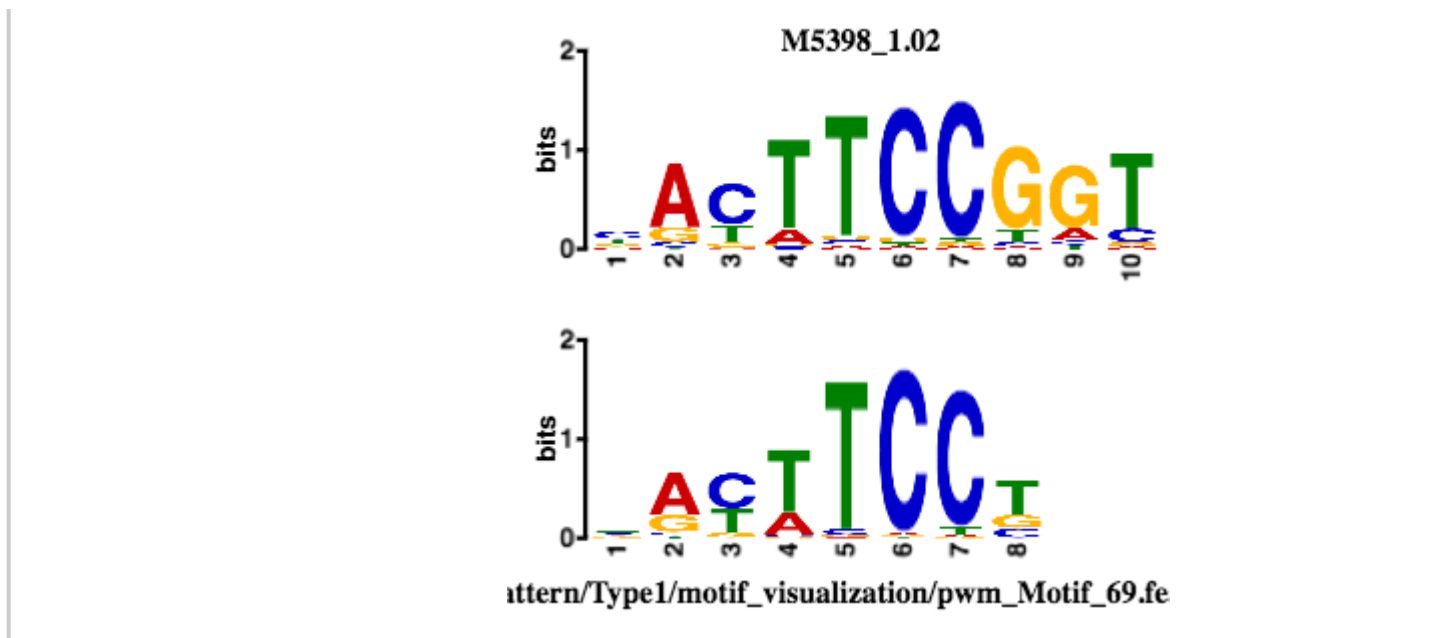 M5398_1.02
2
bits
1
0
A C T T C C G G T
1 2 3 4 5 6 7 8 9 10
2
bits
1
0
A C T T C C T
1 2 3 4 5 6 7 8
attern/Type1/motif_visualization/pwm_Motif_69.fe